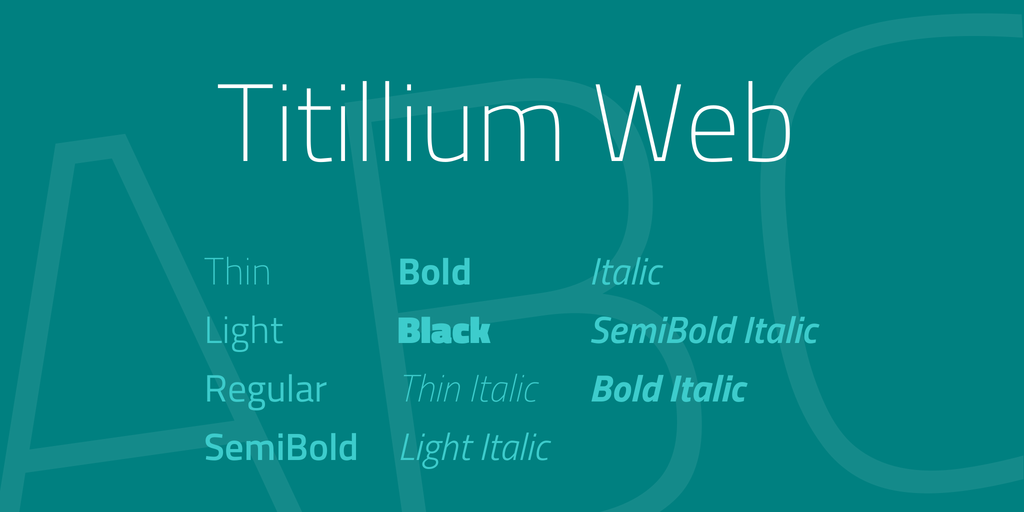 Titillium Web
Thin
Light
Regular
SemiBold
Bold
Black
Thin Italic
Light Italic
Italic
SemiBold Italic
Bold Italic
ABC